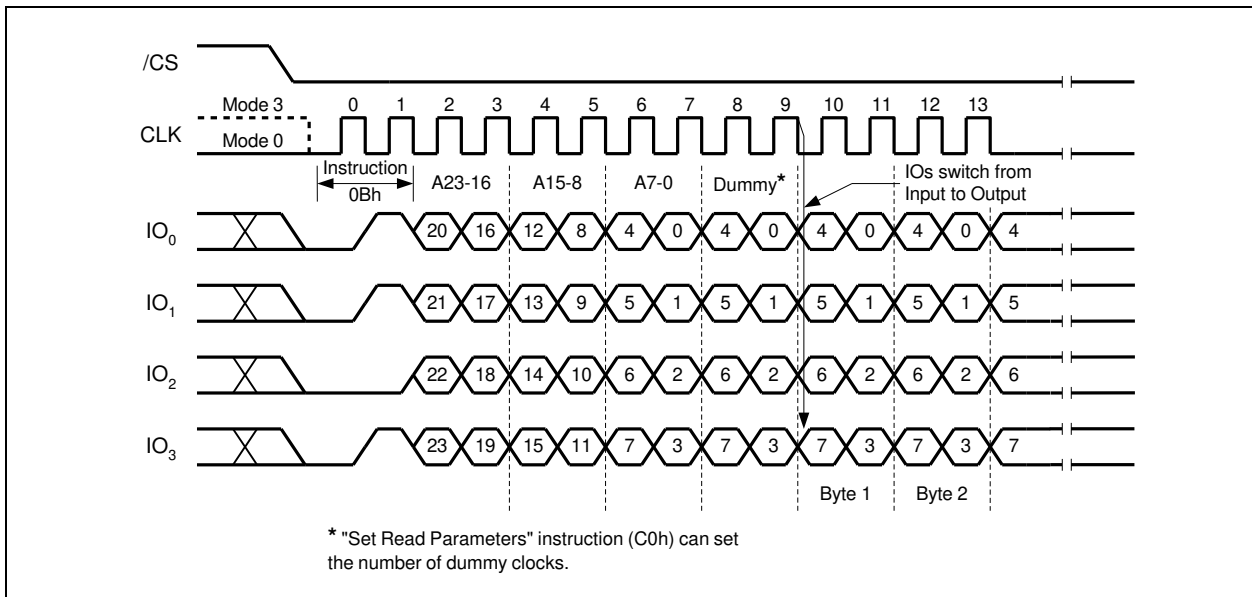 /CS
Mode 3 0 1 2 3 4 5 6 7 8 9 10 11 12 13
CLK Mode 0
Instruction
0Bh A23-16 A15-8 A7-0 Dummy* IOs switch from
Input to Output
IO0 20 16 12 8 4 0 4 0 4 0 4 0 4
IO1 21 17 13 9 5 1 5 1 5 1 5 1 5
IO2 22 18 14 10 6 2 6 2 6 2 6 2 6
IO3 23 19 15 11 7 3 7 3 7 3 7 3 7
Byte 1 Byte 2
* "Set Read Parameters" instruction (C0h) can set
the number of dummy clocks.